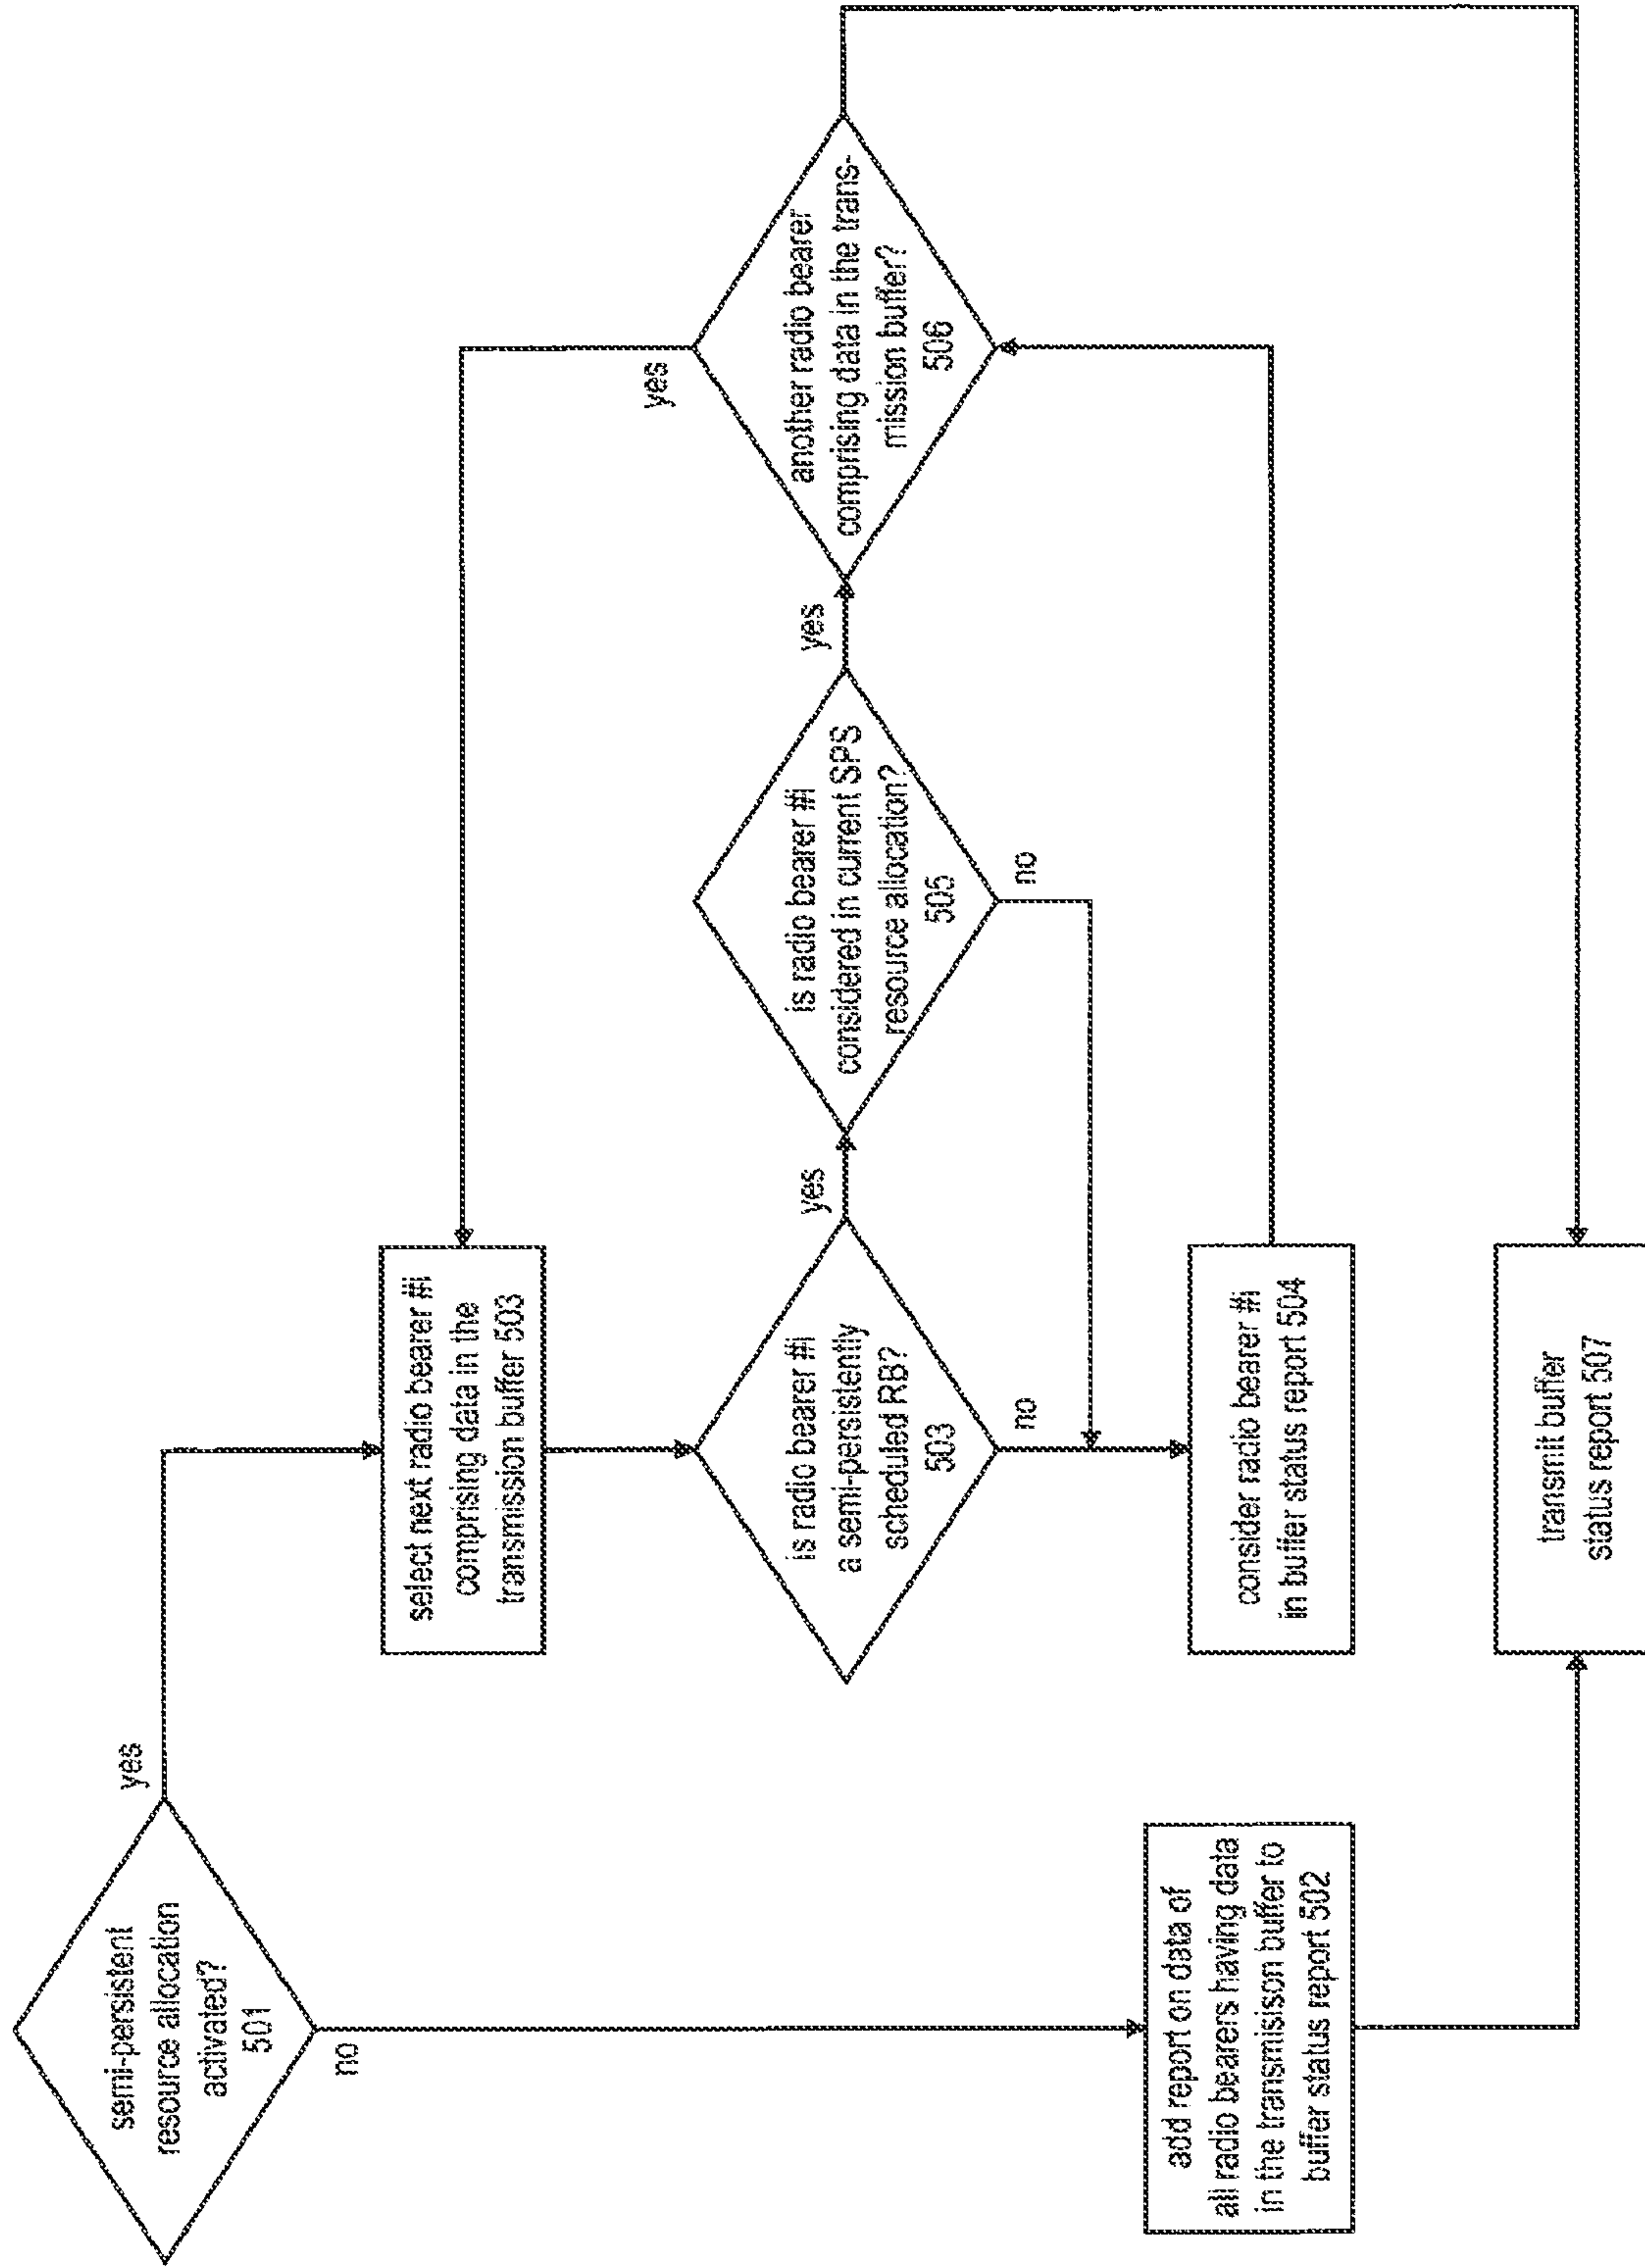 semi-persistent
resource allocation
activated?
501
yes
no
select next radio bearer #i
comprising data in the
transmission buffer 503
is radio bearer #i
a semi-persistently
scheduled RB?
503
yes
no
is radio bearer #i
considered in current SPS
resource allocation?
505
yes
no
another radio bearer
comprising data in the trans-
mission buffer?
506
yes
add report on data of
all radio bearers having data
in the transmisison buffer to
buffer status report 502
consider radio bearer #i
in buffer status report 504
transmit buffer
status report 507